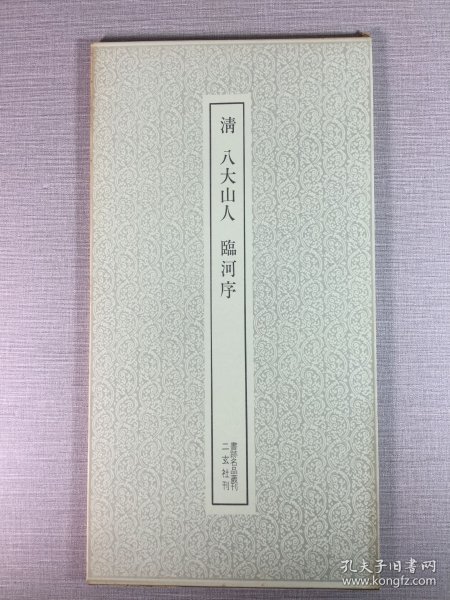 清 八大山人 臨河序
書跡名品叢刊
二玄社刊
孔夫子旧书网
www.kongfz.com